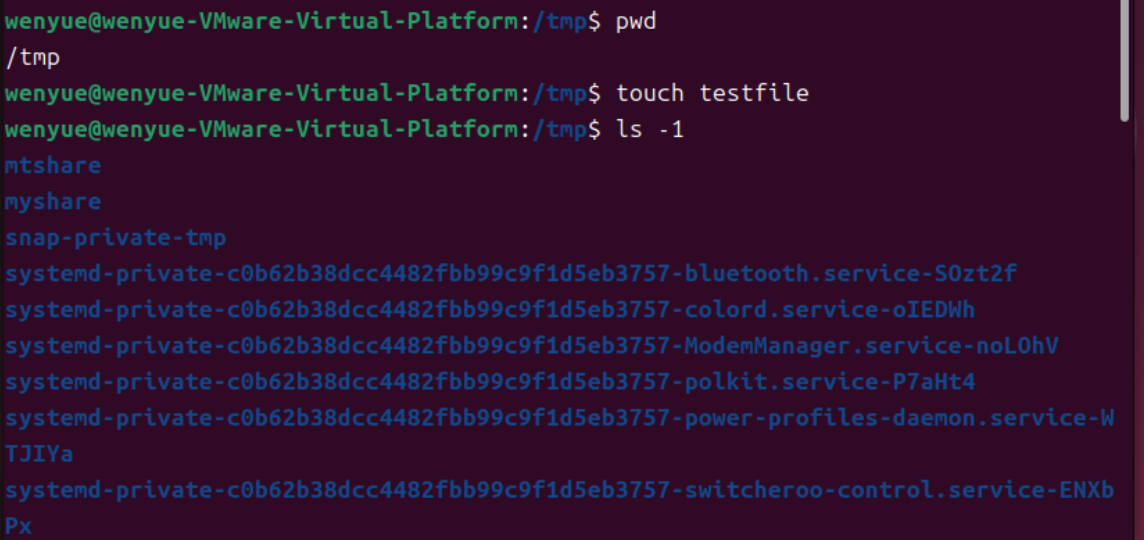 wenyue@wenyue-VMware-Virtual-Platform:/tmp$ pwd
/tmp
wenyue@wenyue-VMware-Virtual-Platform:/tmp$ touch testfile
wenyue@wenyue-VMware-Virtual-Platform:/tmp$ ls -1
mtshare
myshare
snap-private-tmp
systemd-private-c0b62b38dcc4482fbb99c9f1d5eb3757-bluetooth.service-SOzt2f
systemd-private-c0b62b38dcc4482fbb99c9f1d5eb3757-colord.service-oIEDWh
systemd-private-c0b62b38dcc4482fbb99c9f1d5eb3757-ModemManager.service-noLOhV
systemd-private-c0b62b38dcc4482fbb99c9f1d5eb3757-polkit.service-P7aHt4
systemd-private-c0b62b38dcc4482fbb99c9f1d5eb3757-power-profiles-daemon.service-W
TJIYa
systemd-private-c0b62b38dcc4482fbb99c9f1d5eb3757-switcheroo-control.service-ENXb
Px